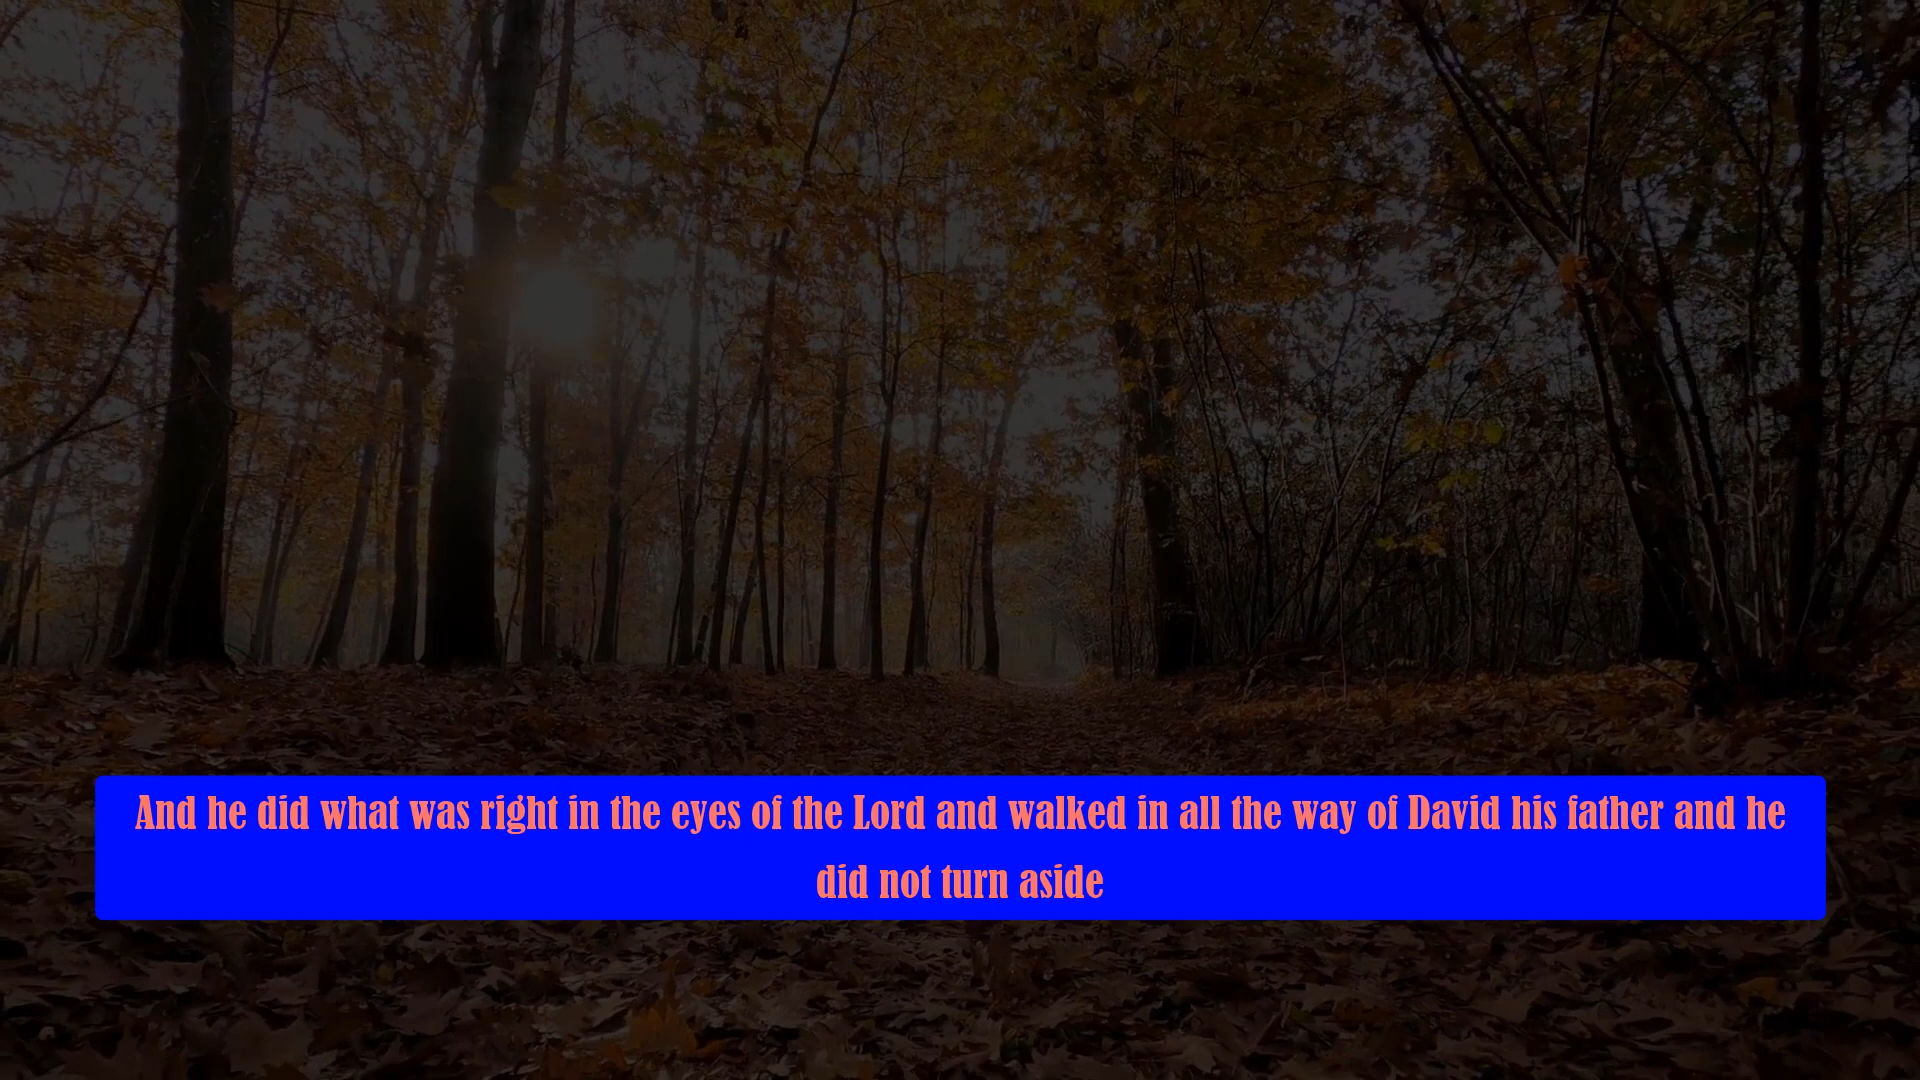 And he did what was right in the eyes of the Lord and walked in all the way of David his father and he
did not turn aside